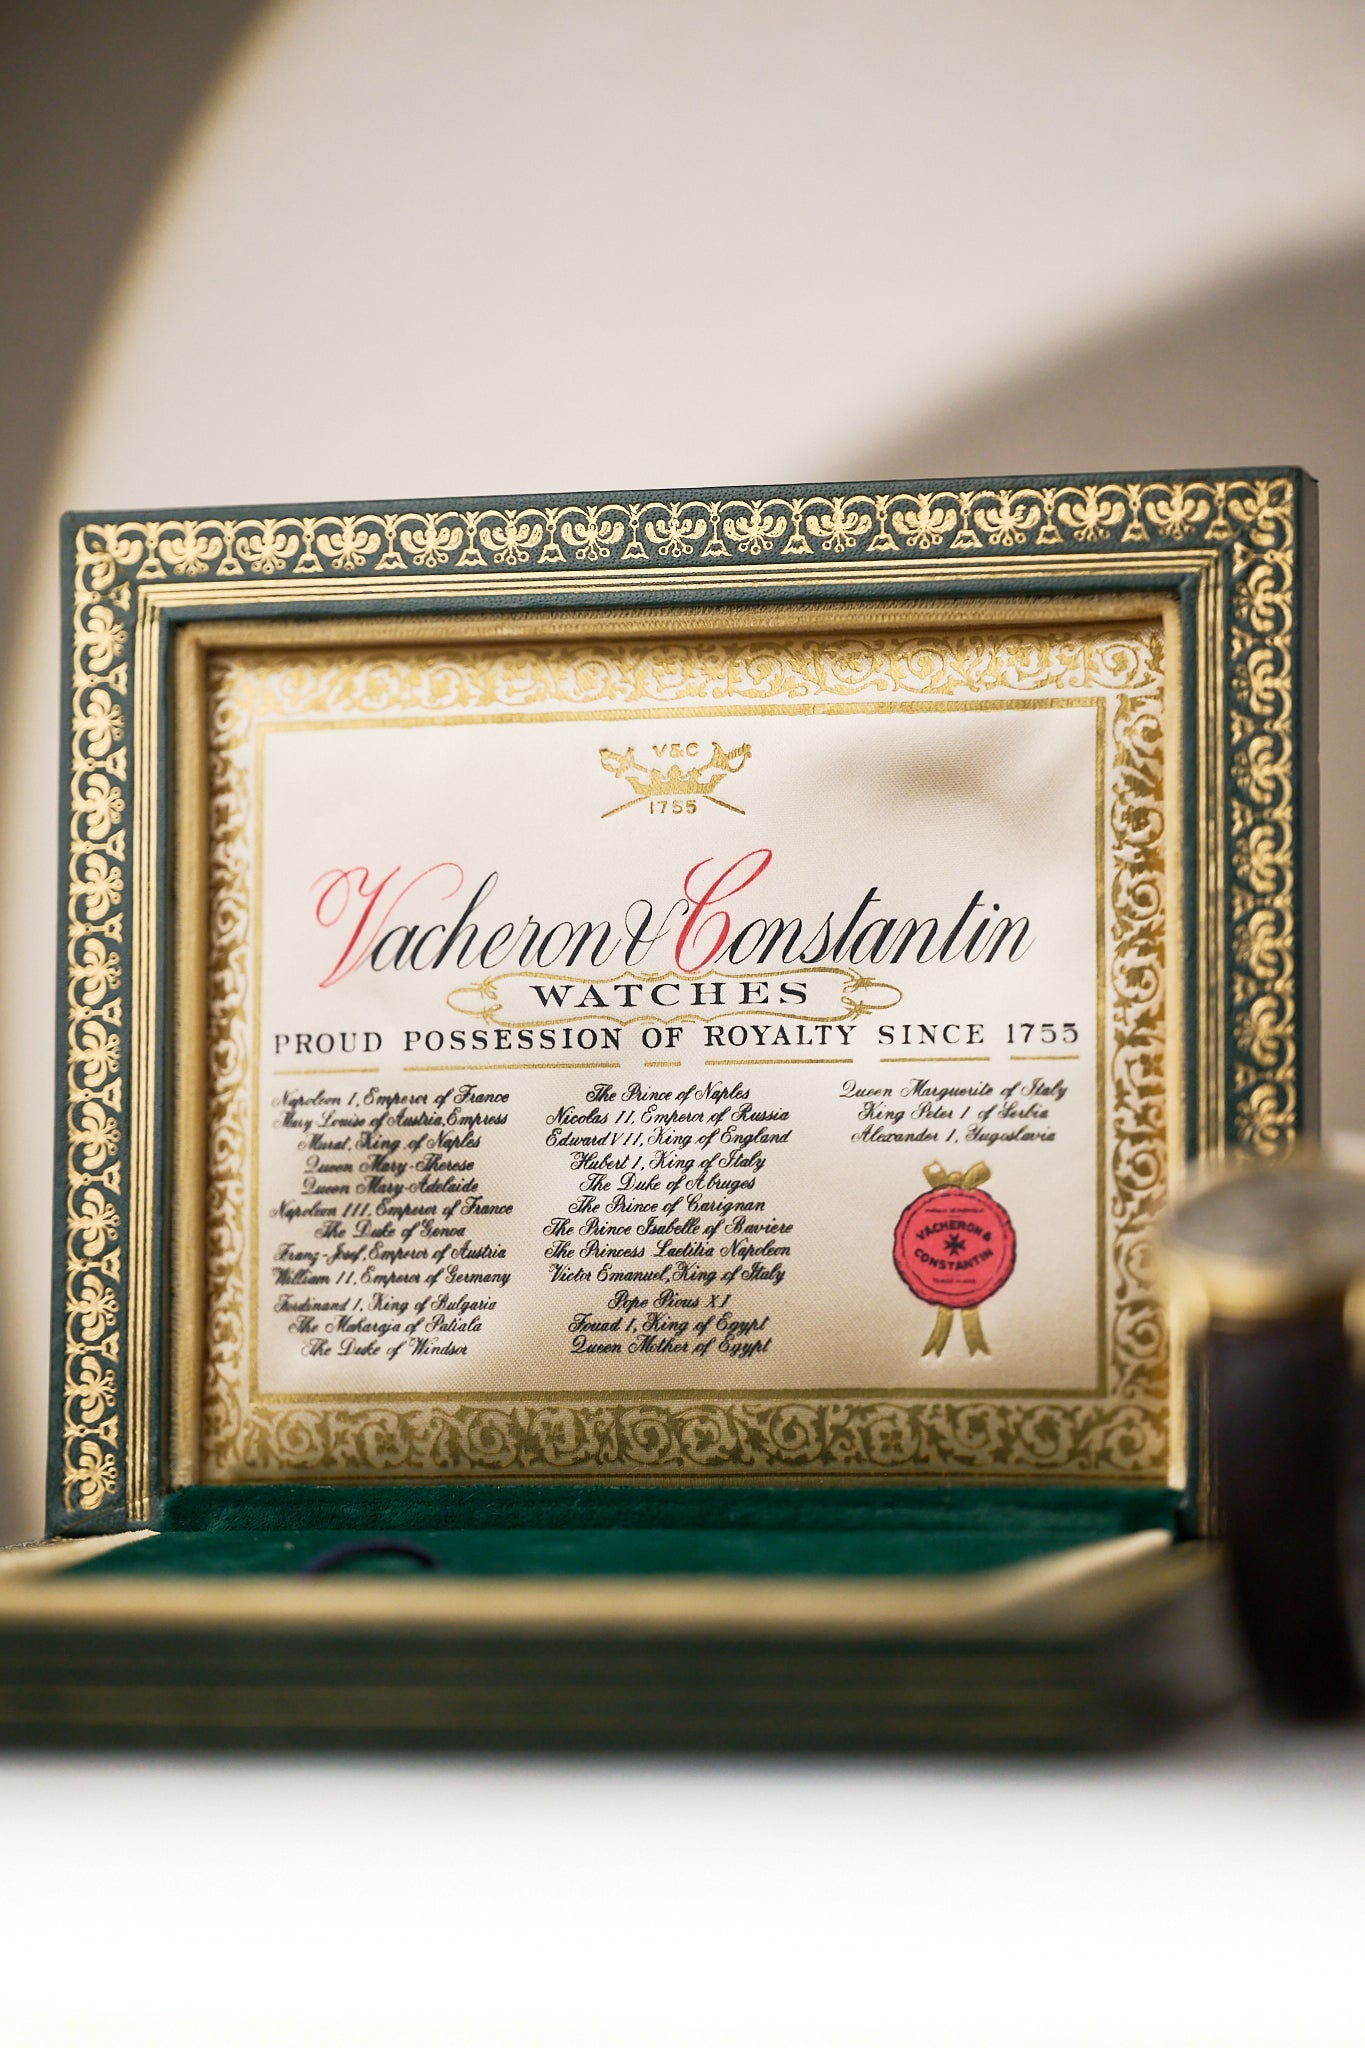 V&C
1755
Vacheron & Constantin
WATCHES
PROUD POSSESSION OF ROYALTY SINCE 1755
Napoleon I, Emperor of France
Mary Louise of Austria, Empress
Murat, King of Naples
Queen Mary-Therese
Queen Mary-Adelaide
Napoleon III, Emperor of France
The Duke of Genoa
Franz-Josef, Emperor of Austria
William II, Emperor of Germany
Ferdinand I, King of Bulgaria
The Maharaja of Patiala
The Duke of Windsor
The Prince of Naples
Nicolas II, Emperor of Russia
Edward VII, King of England
Hubert I, King of Italy
The Duke of Abruges
The Prince of Carignan
The Prince Isabelle of Baviere
The Princess Laetitia Napoleon
Victor Emanuel, King of Italy
Pope Pious XI
Fouad I, King of Egypt
Queen Mother of Egypt
Queen Marguerite of Italy
King Peter I of Serbia
Alexander I, Yugoslavia
VACHERON &
CONSTANTIN